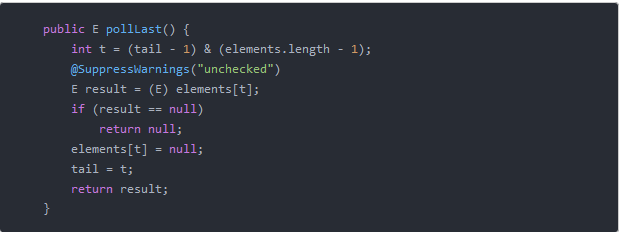 public E pollLast() {
    int t = (tail - 1) & (elements.length - 1);
    @SuppressWarnings("unchecked")
    E result = (E) elements[t];
    if (result == null)
        return null;
    elements[t] = null;
    tail = t;
    return result;
}